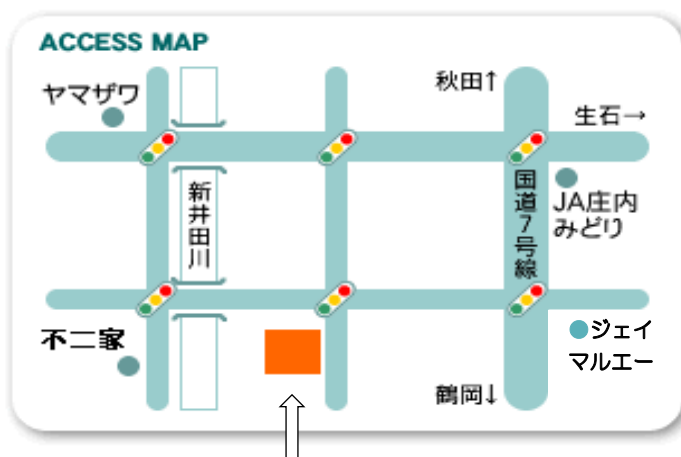 ACCESS MAP
ヤマザワ
秋田↑
生石→
新井田川
国道7号線
JA庄内
みどり
不二家
ジェイ
マルエー
鶴岡↓